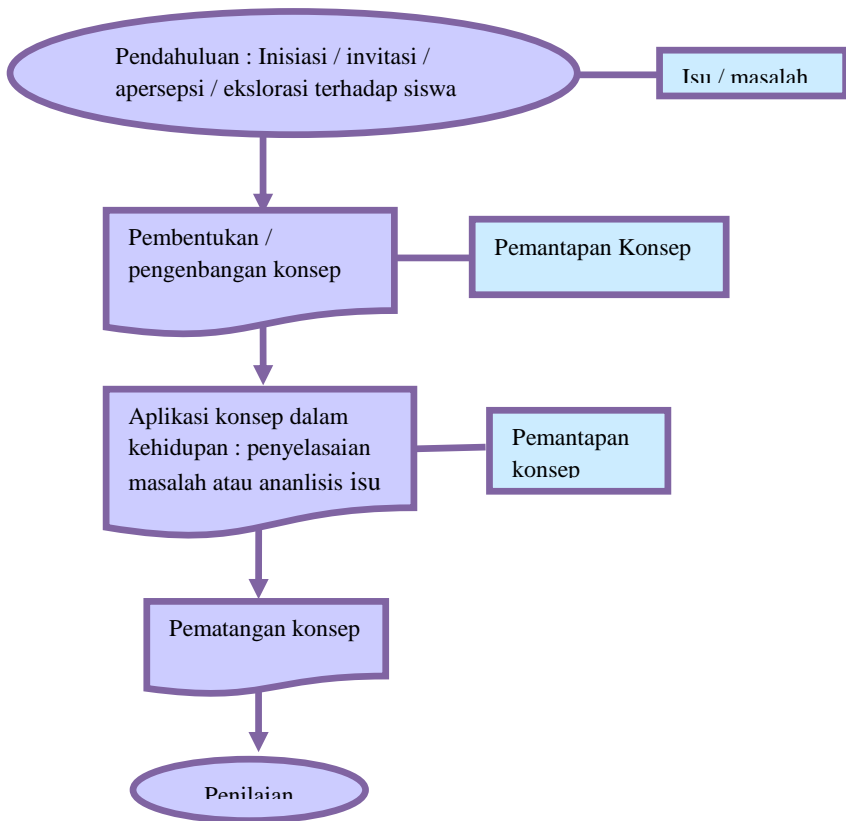 Pendahuluan : Inisiasi / invitasi /
apersepsi / ekslorasi terhadap siswa
Isu / masalah
Pembentukan /
pengenbangan konsep
Pemantapan Konsep
Aplikasi konsep dalam
kehidupan : penyelasaian
masalah atau ananlisis isu
Pemantapan
konsep
Pematangan konsep
Penilaian